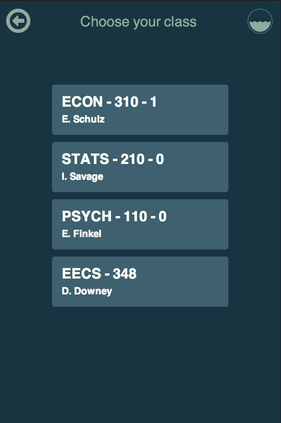 Choose your class
ECON - 310 - 1
E. Schulz
STATS - 210 - 0
I. Savage
PSYCH - 110 - 0
E. Finkel
EECS - 348
D. Downey